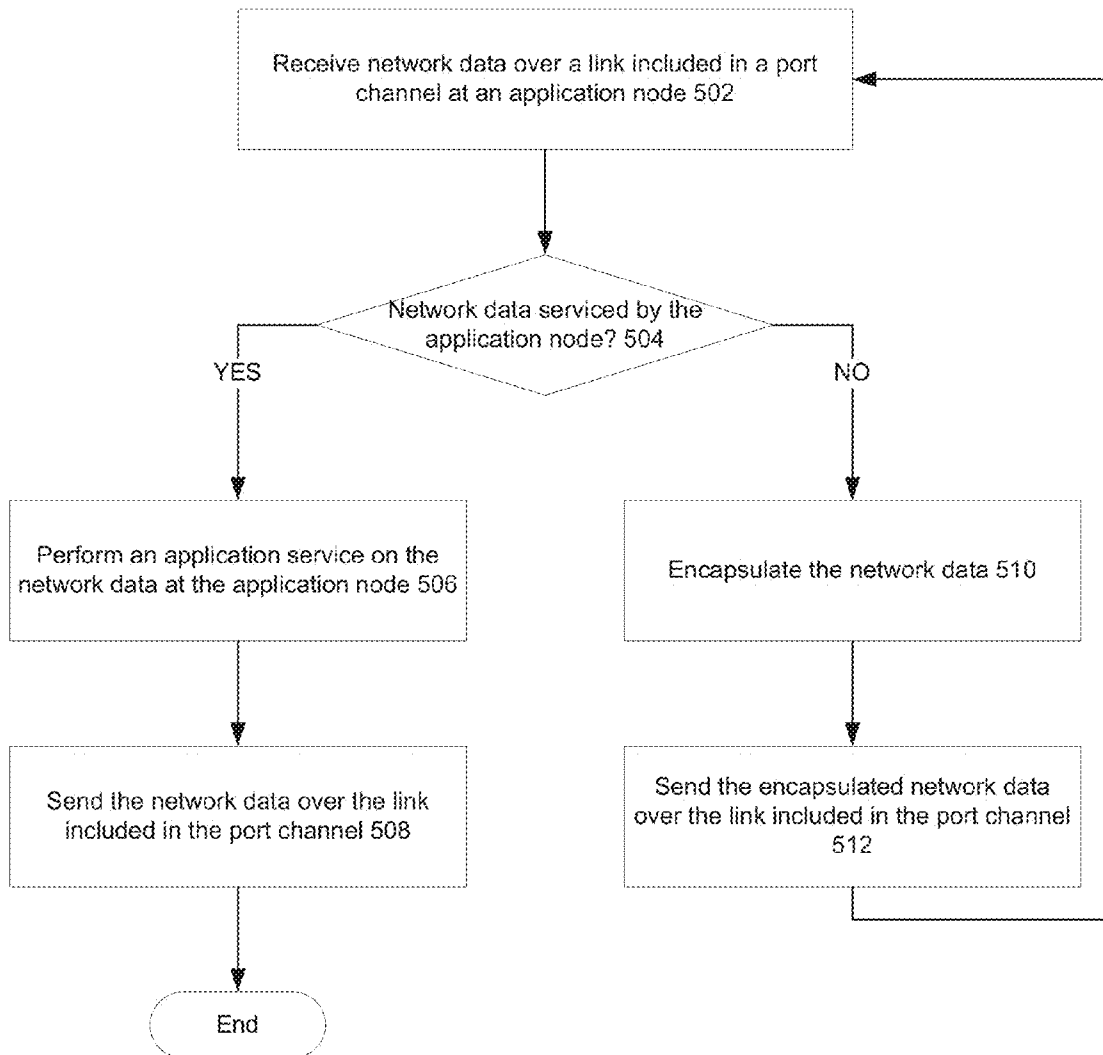 Receive network data over a link included in a port
channel at an application node 502
Network data serviced by the
application node? 504
YES
NO
Perform an application service on the
network data at the application node 506
Encapsulate the network data 510
Send the network data over the link
included in the port channel 508
Send the encapsulated network data
over the link included in the port channel
512
End